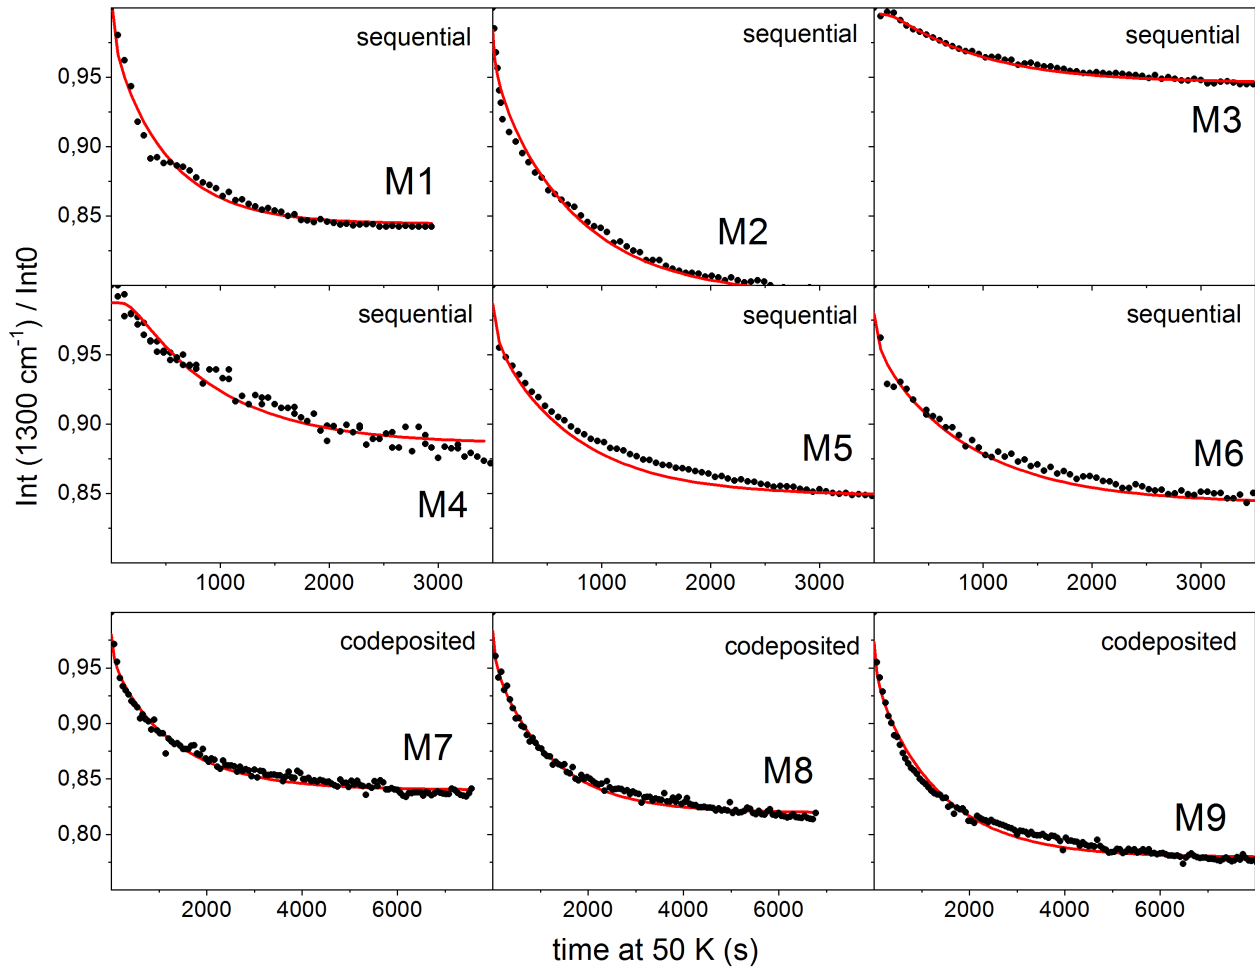 sequential
sequential
sequential
0,95
M3
0,90
M1
0,85
M2
Int (1300 cm⁻¹) / Int0
sequential
sequential
sequential
0,95
0,90
M5
M6
0,85
M4
1000
2000
3000
1000
2000
3000
1000
2000
3000
codeposited
codeposited
codeposited
0,95
0,90
M7
0,85
M8
0,80
M9
2000
4000
6000
2000
4000
6000
2000
4000
6000
time at 50 K (s)